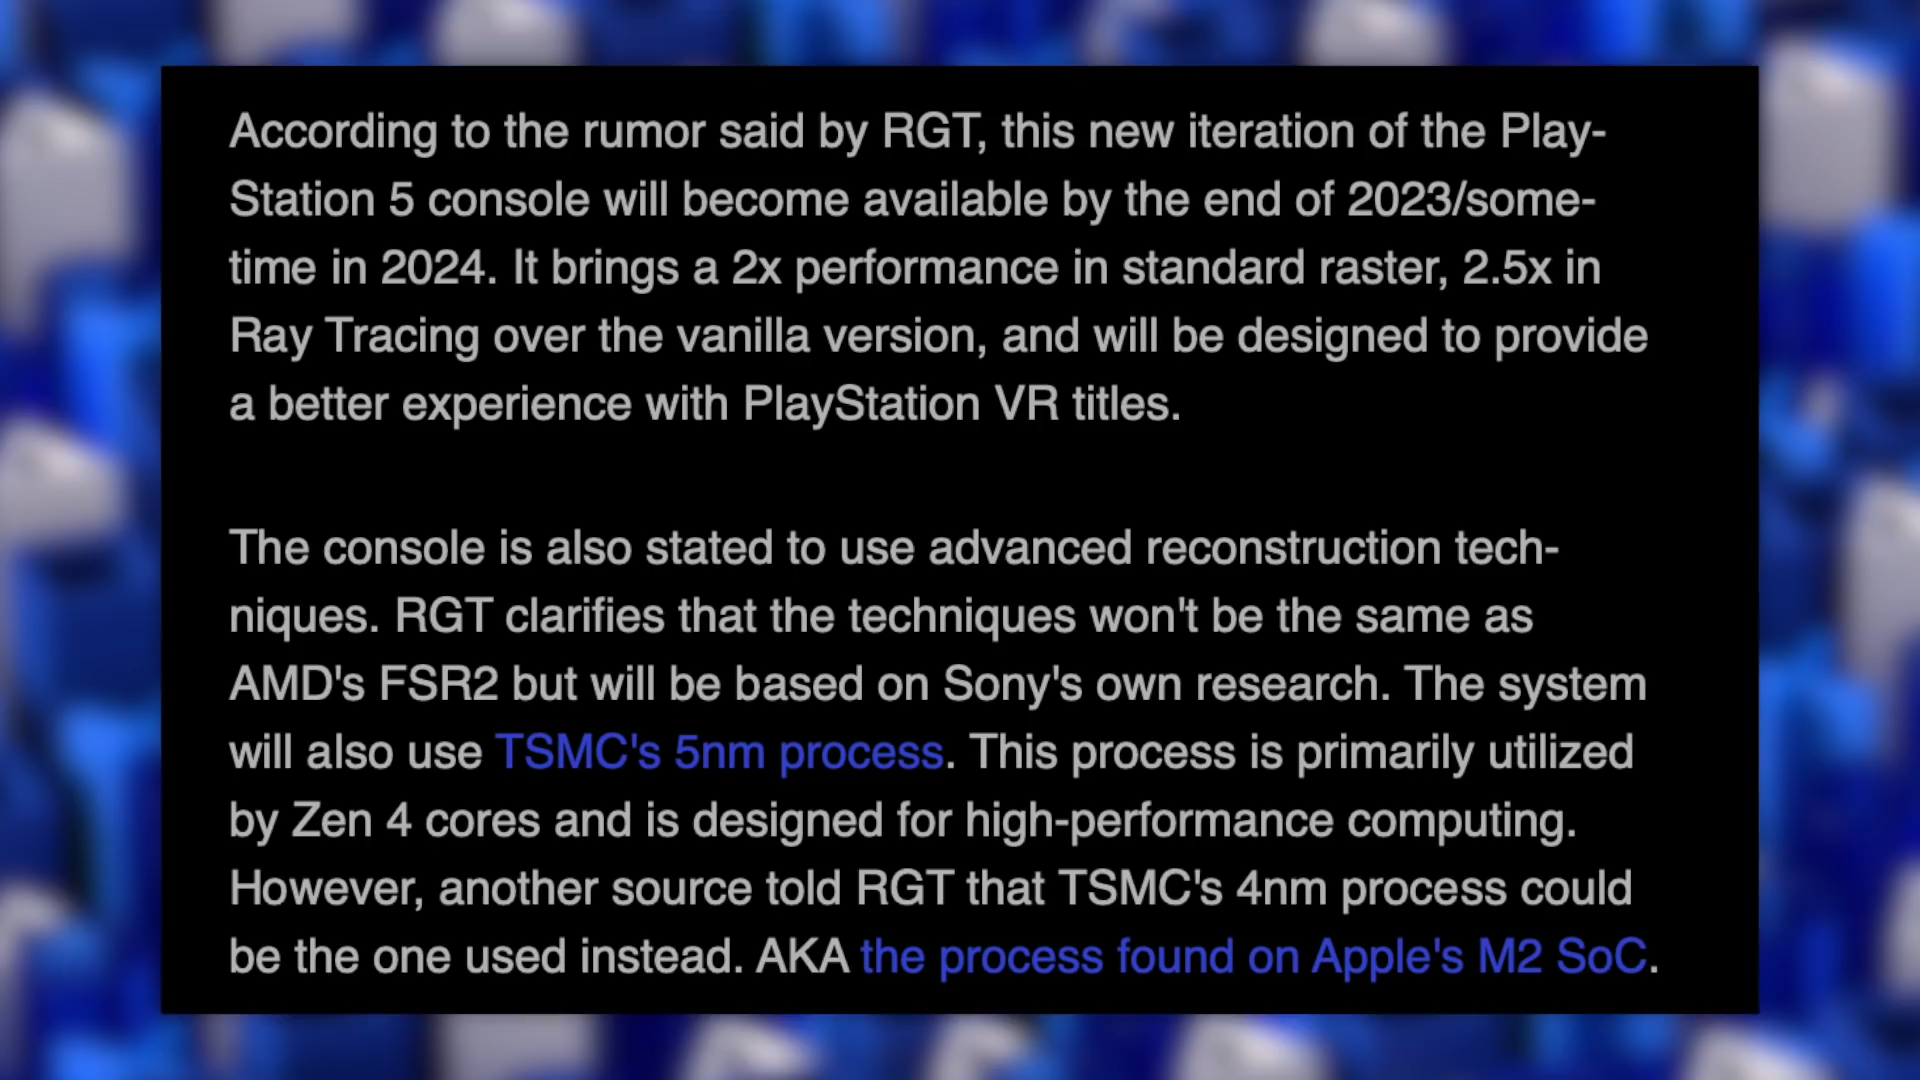 According to the rumor said by RGT, this new iteration of the Play-
Station 5 console will become available by the end of 2023/some-
time in 2024. It brings a 2x performance in standard raster, 2.5x in
Ray Tracing over the vanilla version, and will be designed to provide
a better experience with PlayStation VR titles.
The console is also stated to use advanced reconstruction tech-
niques. RGT clarifies that the techniques won't be the same as
AMD's FSR2 but will be based on Sony's own research. The system
will also use TSMC's 5nm process. This process is primarily utilized
by Zen 4 cores and is designed for high-performance computing.
However, another source told RGT that TSMC's 4nm process could
be the one used instead. AKA the process found on Apple's M2 SoC.